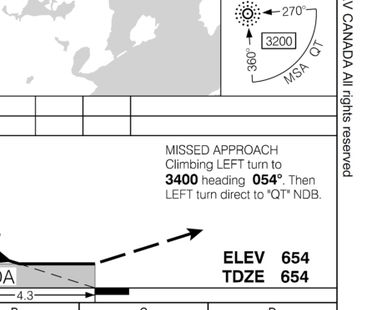 270°
3200
360°
MSA QT
V CANADA All rights reserved
MISSED APPROACH
Climbing LEFT turn to
3400 heading 054°. Then
LEFT turn direct to "QT" NDB.
ELEV 654
TDZE 654
DA
4.3